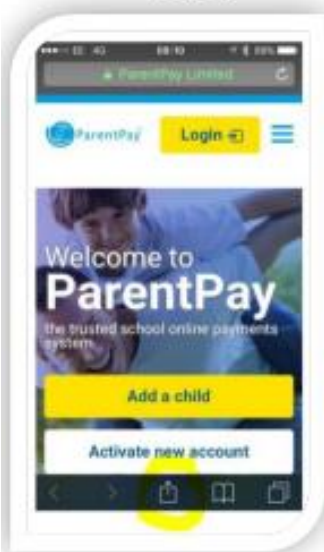 ParentPay Limited
ParentPay
Login
Welcome to
ParentPay
the trusted school online payments
system
Add a child
Activate new account